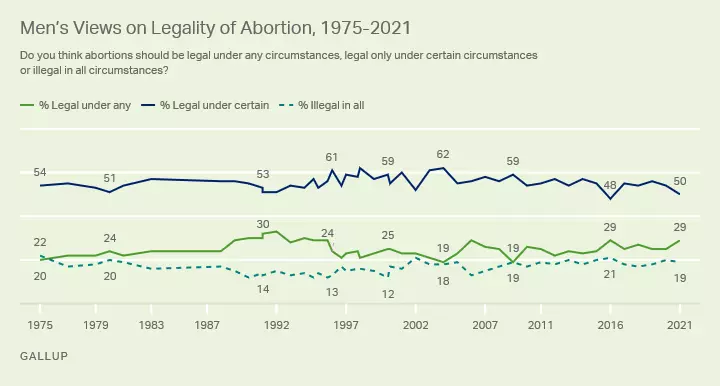 Men's Views on Legality of Abortion, 1975-2021
Do you think abortions should be legal under any circumstances, legal only under certain circumstances
or illegal in all circumstances?
% Legal under any % Legal under certain % Illegal in all
54 51 53 61 59 62 59 48 50
22 24 30 24 25 19 19 29 29
20 20 14 13 12 18 19 21 19
1975 1979 1983 1987 1992 1997 2002 2007 2011 2016 2021
GALLUP